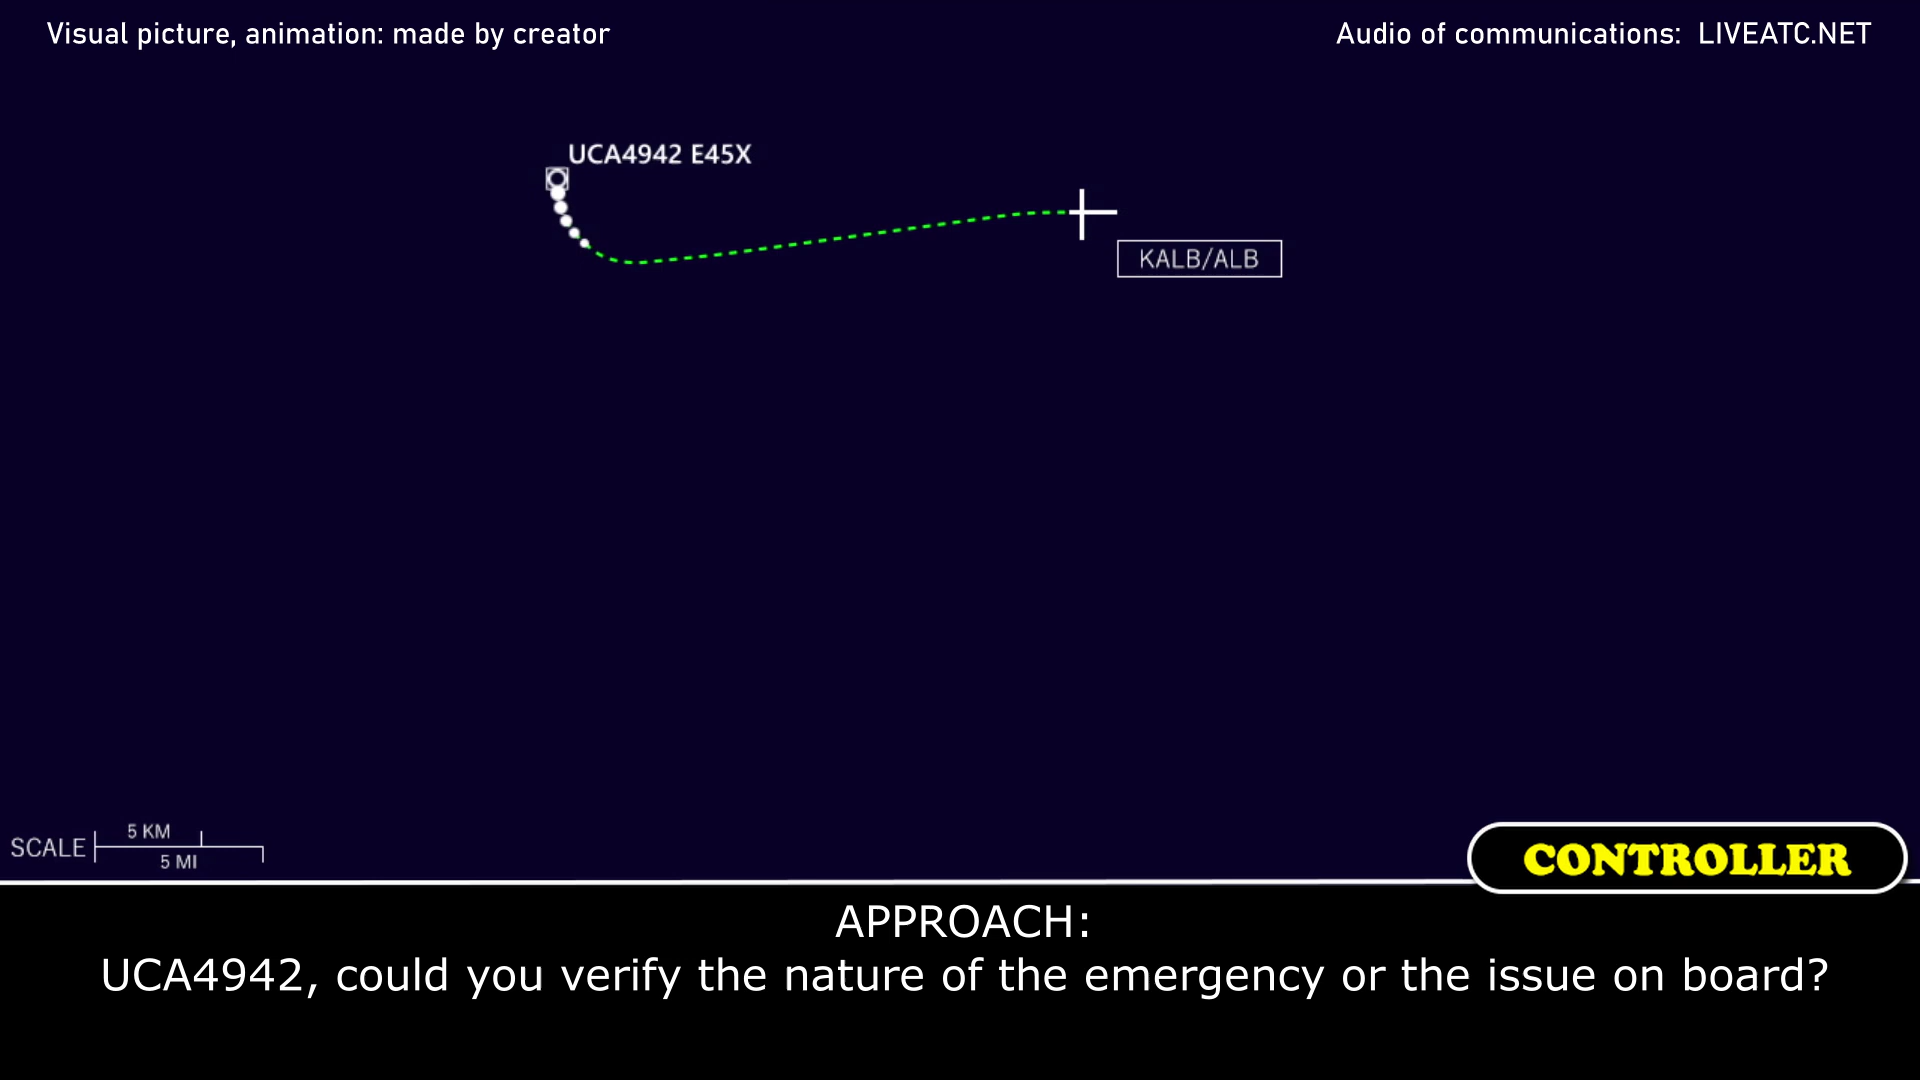 Visual picture, animation: made by creator
Audio of communications: LIVEATC.NET
UCA4942 E45X
KALB/ALB
5 KM
SCALE
5 MI
CONTROLLER
APPROACH:
UCA4942, could you verify the nature of the emergency or the issue on board?